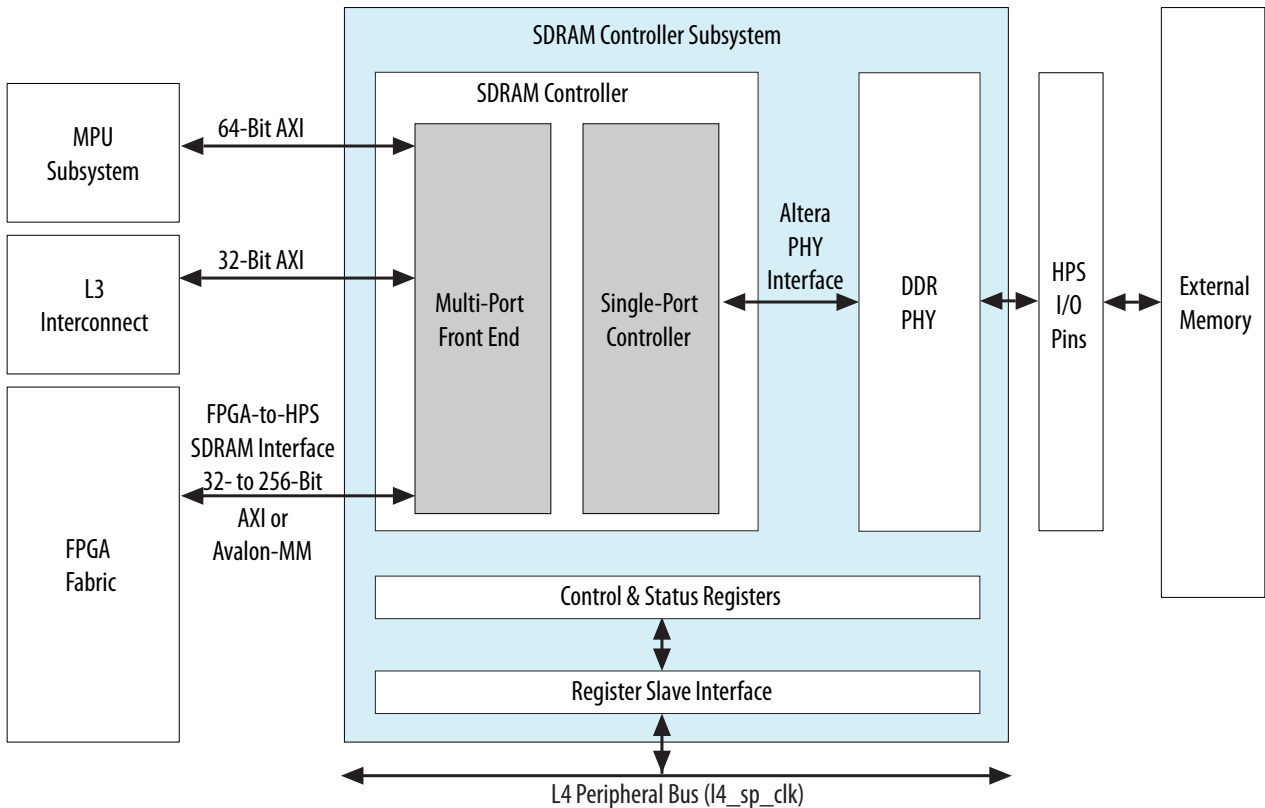 SDRAM Controller Subsystem
SDRAM Controller
MPU
Subsystem
64-Bit AXI
L3
Interconnect
32-Bit AXI
FPGA
Fabric
FPGA-to-HPS
SDRAM Interface
32- to 256-Bit
AXI or
Avalon-MM
Multi-Port
Front End
Single-Port
Controller
Altera
PHY
Interface
DDR
PHY
HPS
I/O
Pins
External
Memory
Control & Status Registers
Register Slave Interface
L4 Peripheral Bus (l4_sp_clk)